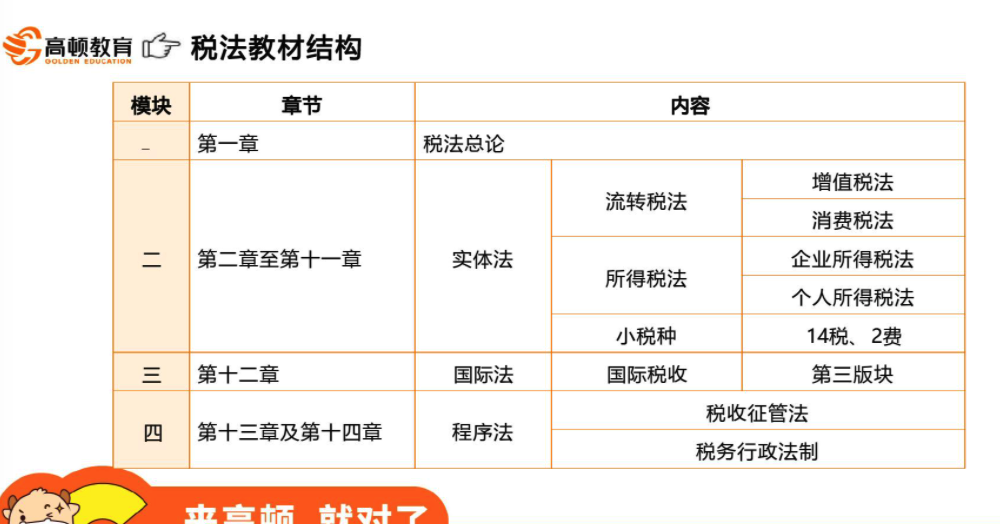 高顿教育 税法教材结构
GOLDEN EDUCATION
模块 章节 内容
一 第一章 税法总论
二 第二章至第十一章 实体法 流转税法 增值税法
消费税法
所得税法 企业所得税法
个人所得税法
小税种 14税、2费
三 第十二章 国际法 国际税收 第三版块
四 第十三章及第十四章 程序法 税收征管法
税务行政法制
来高顿 就对了